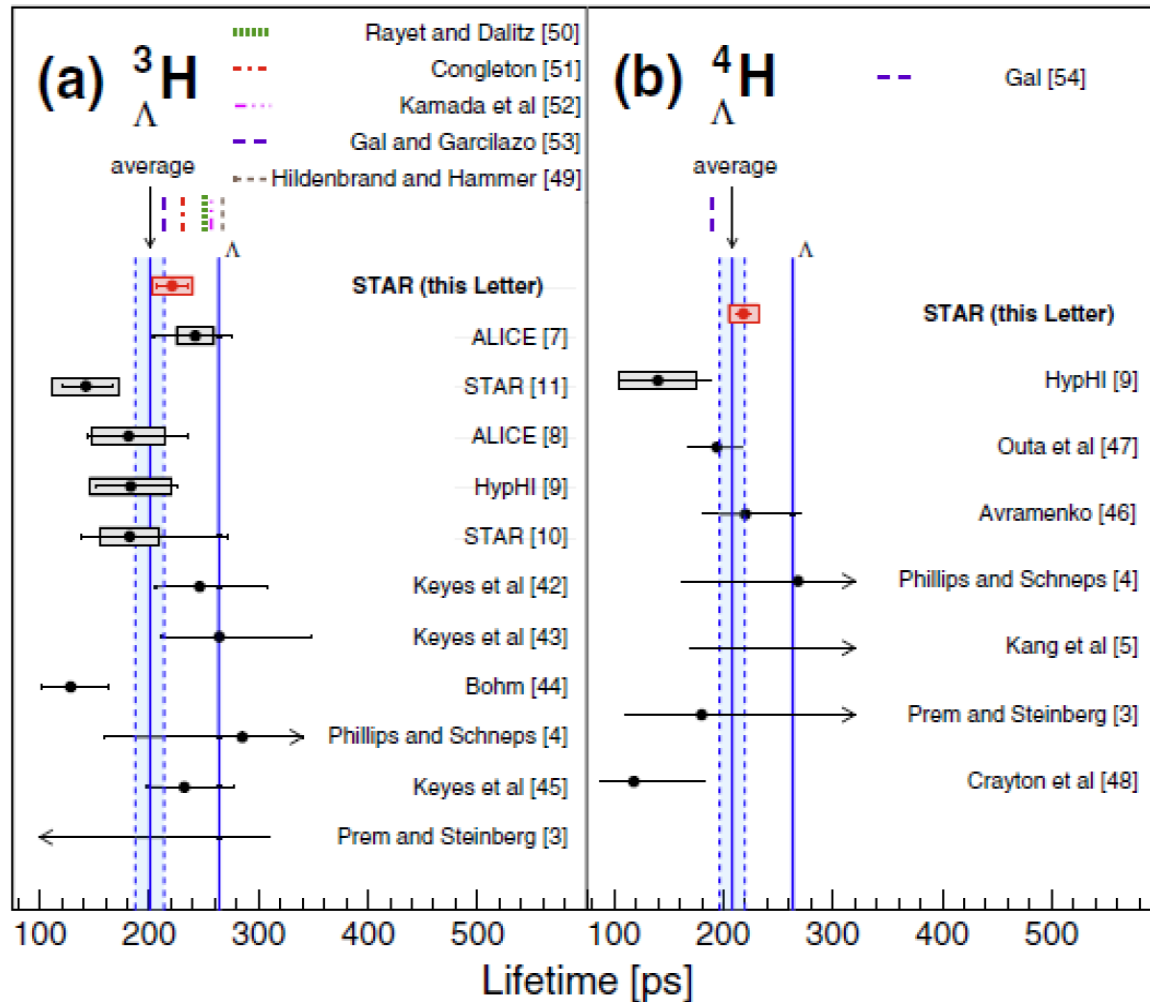 (a) ³ΛH
Rayet and Dalitz [50]
Congleton [51]
Kamada et al [52]
Gal and Garcilazo [53]
Hildenbrand and Hammer [49]
average
Λ
STAR (this Letter)
ALICE [7]
STAR [11]
ALICE [8]
HypHI [9]
STAR [10]
Keyes et al [42]
Keyes et al [43]
Bohm [44]
Phillips and Schneps [4]
Keyes et al [45]
Prem and Steinberg [3]
100 200 300 400 500
(b) ⁴ΛH
Gal [54]
average
Λ
STAR (this Letter)
HypHI [9]
Outa et al [47]
Avramenko [46]
Phillips and Schneps [4]
Kang et al [5]
Prem and Steinberg [3]
Crayton et al [48]
100 200 300 400 500
Lifetime [ps]